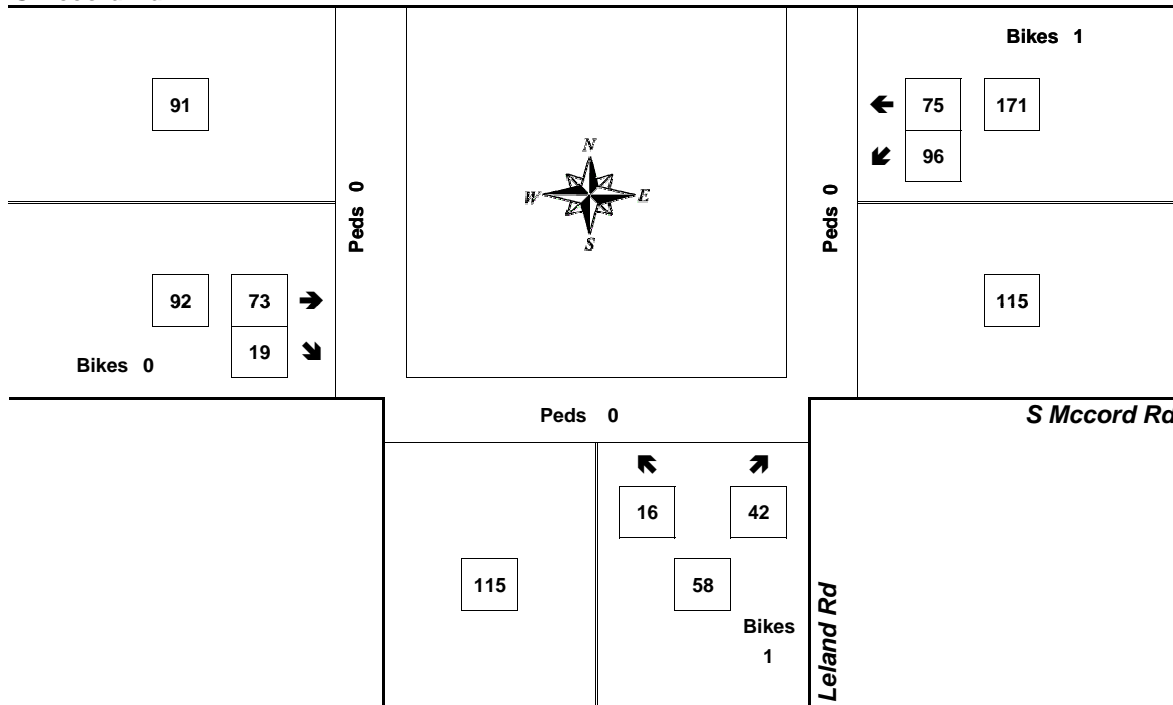 Bikes 1
91
75 171
96
N
W E
S
Peds 0
Peds 0
92 73
19
115
Bikes 0
Peds 0
S Mccord Rd
16 42
115
58
Bikes
1
Leland Rd